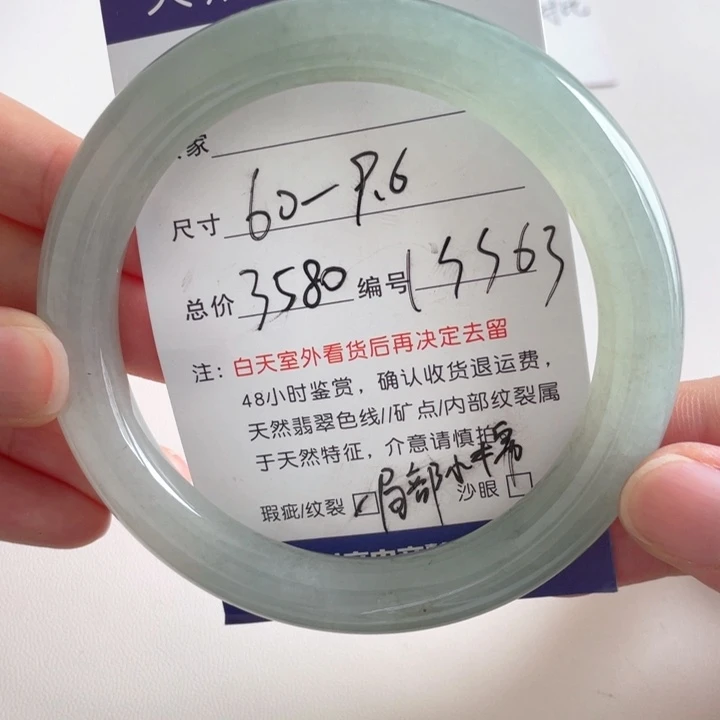 家
尺寸 60-9.6
总价 3580 编号 15563
注: 白天室外看货后再决定去留
48小时鉴赏, 确认收货退运费,
天然翡翠色线//矿点/内部纹裂属
于天然特征, 介意请慎拍
瑕疵/纹裂 ☑ 局部小 沙眼 □